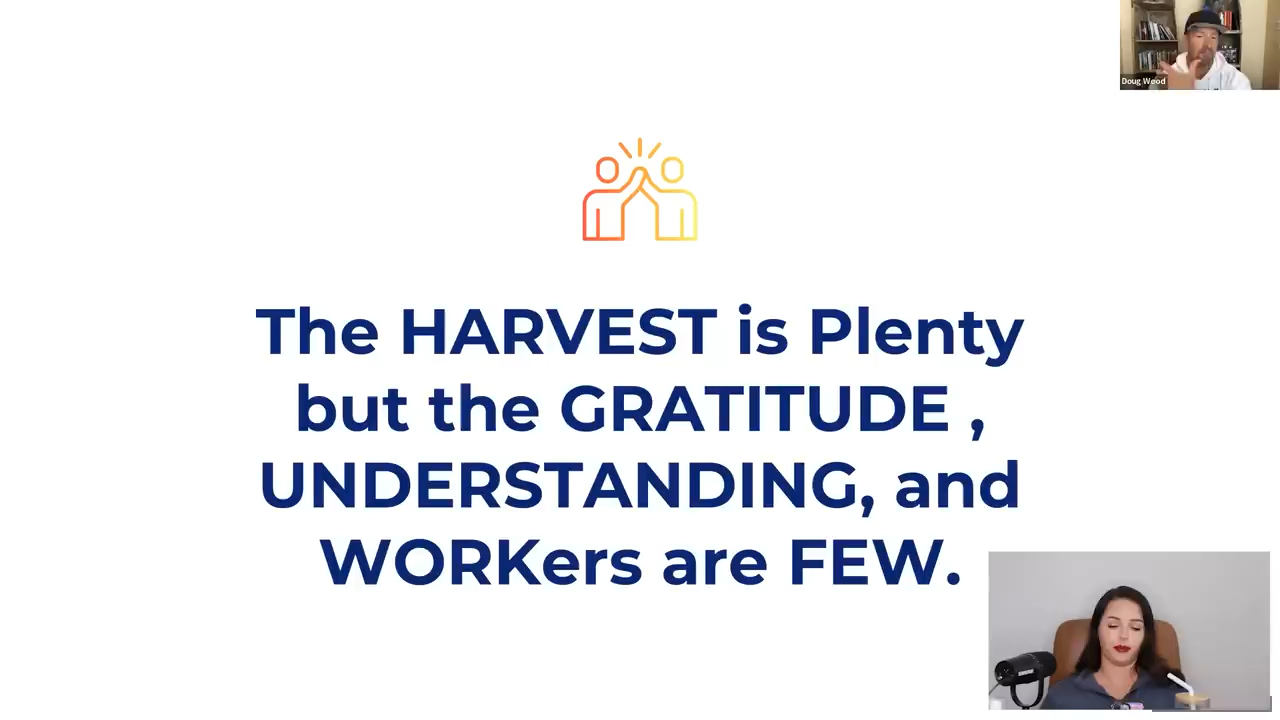 Doug Wood
The HARVEST is Plenty
but the GRATITUDE ,
UNDERSTANDING, and
WORKers are FEW.